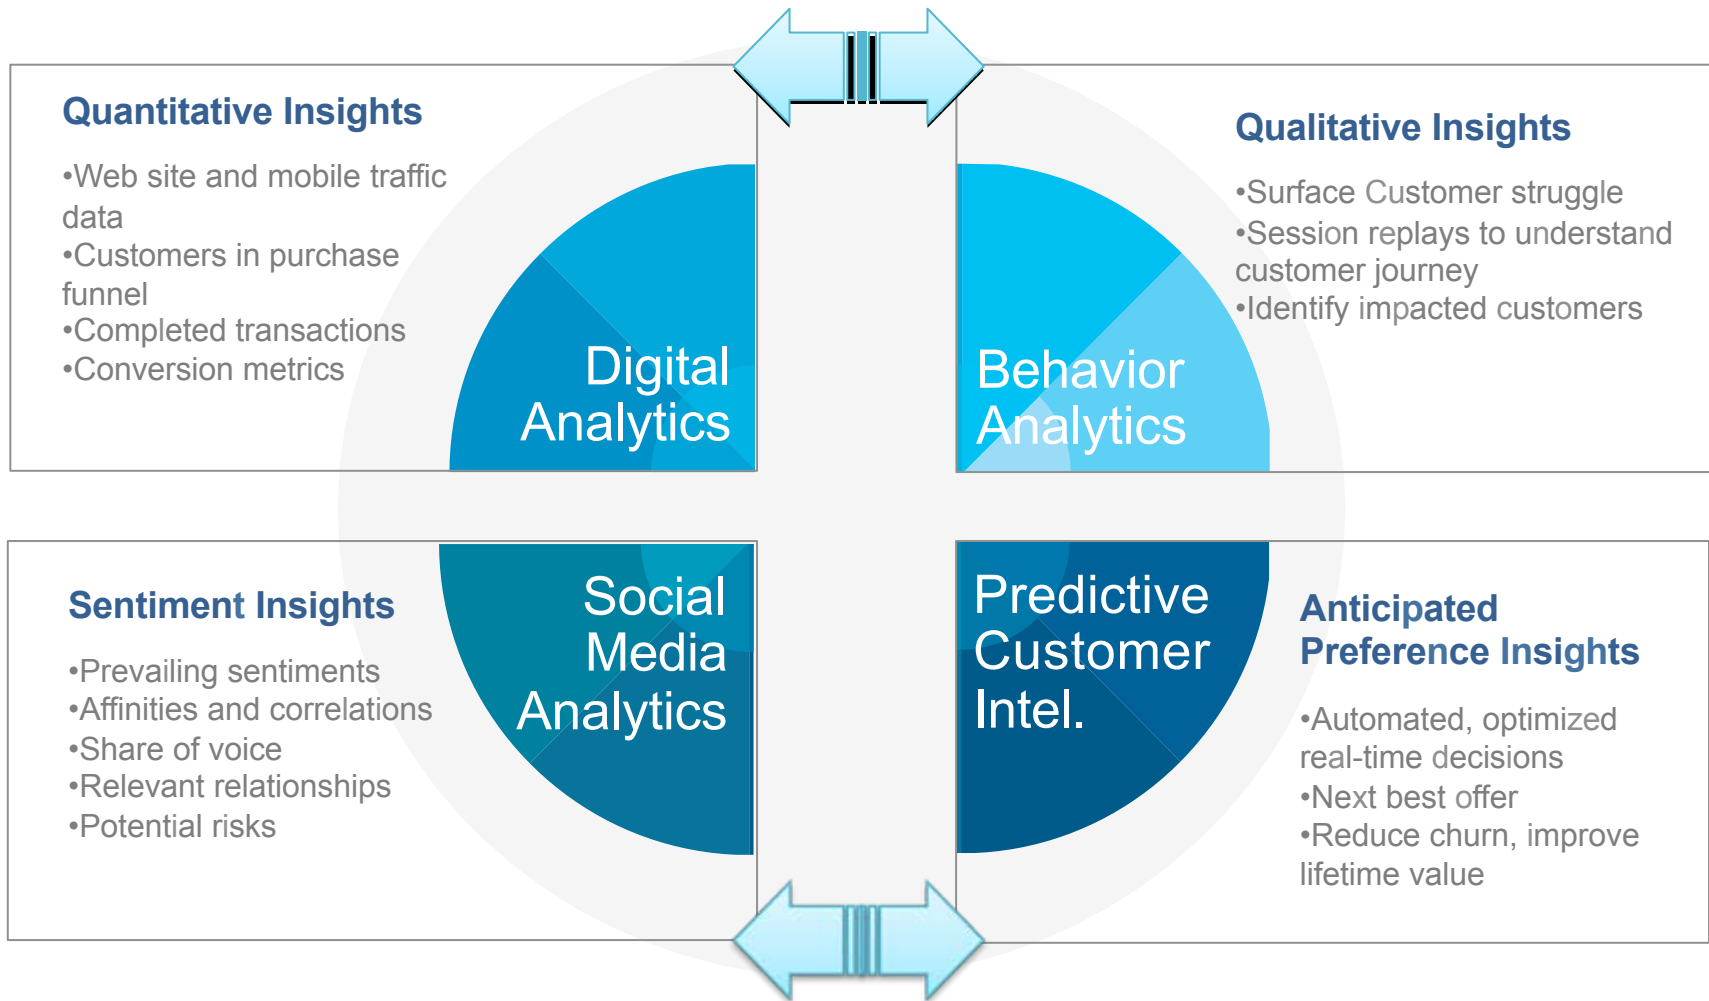 Quantitative Insights
•Web site and mobile traffic
data
•Customers in purchase
funnel
•Completed transactions
•Conversion metrics
Digital
Analytics
Qualitative Insights
•Surface Customer struggle
•Session replays to understand
customer journey
•Identify impacted customers
Behavior
Analytics
Sentiment Insights
•Prevailing sentiments
•Affinities and correlations
•Share of voice
•Relevant relationships
•Potential risks
Social
Media
Analytics
Predictive
Customer
Intel.
Anticipated
Preference Insights
•Automated, optimized
real-time decisions
•Next best offer
•Reduce churn, improve
lifetime value